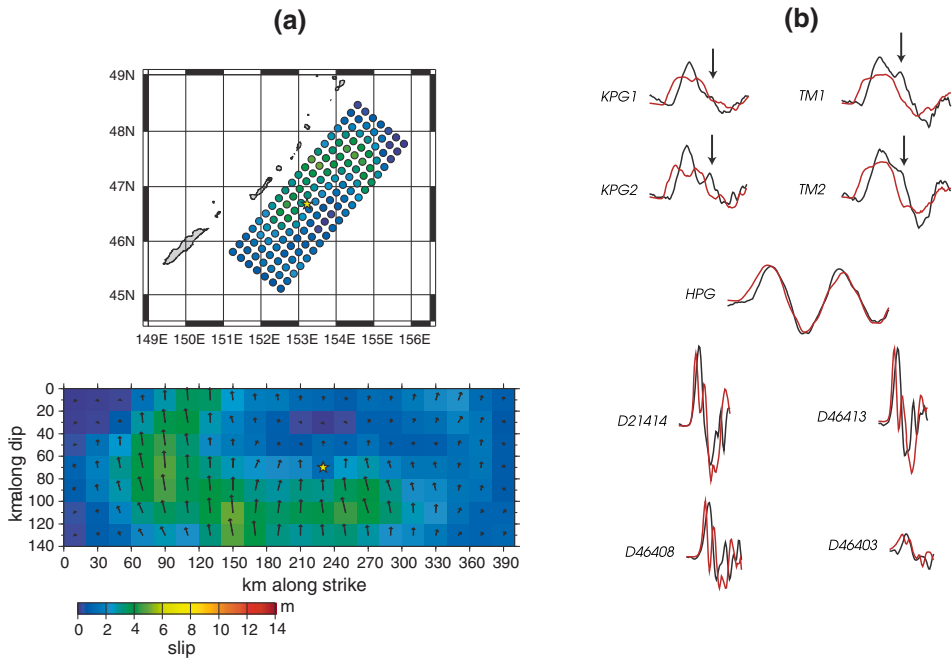 (a)
49N
48N
47N
46N
45N
149E 150E 151E 152E 153E 154E 155E 156E
0
20
40
60
80
100
120
140
kmalong dip
0 30 60 90 120 150 180 210 240 270 300 330 360 390
km along strike
m
0 2 4 6 8 10 12 14
slip
(b)
KPG1
TM1
KPG2
TM2
HPG
D21414
D46413
D46408
D46403